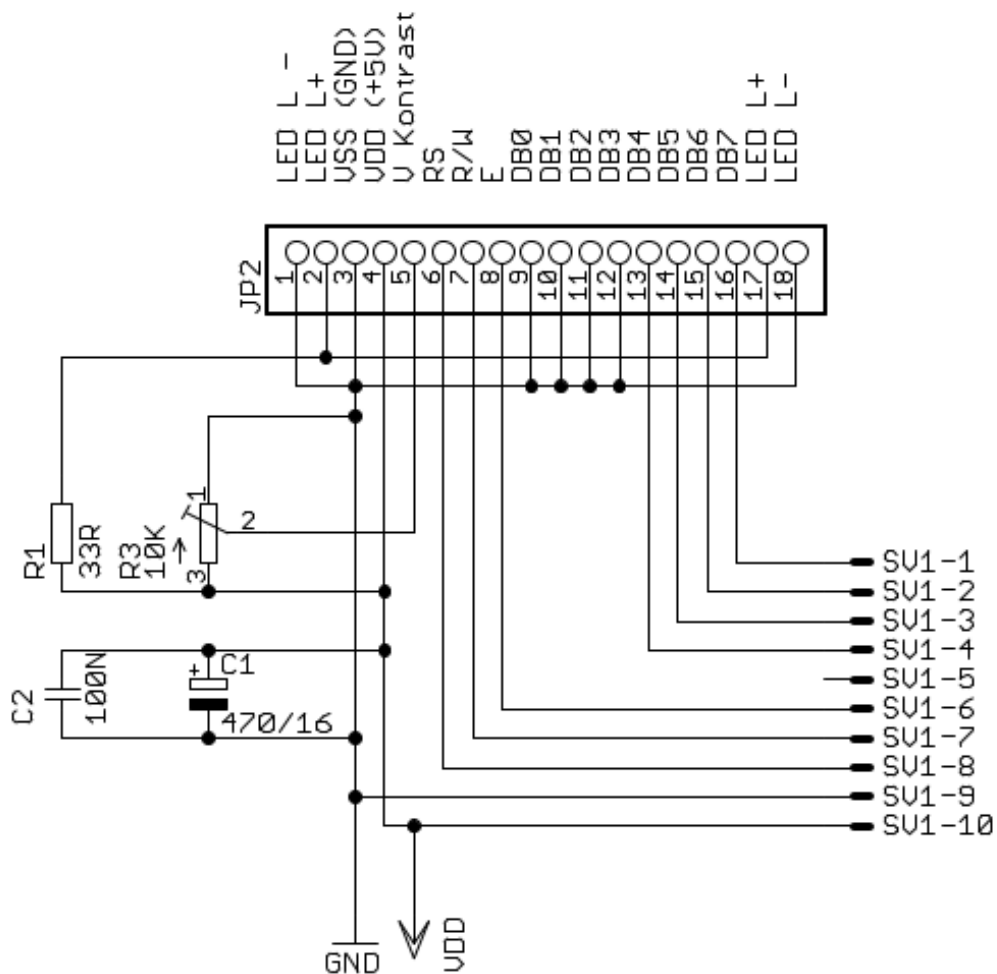 LED L -
LED L+
VSS (GND)
VDD (+5V)
V Kontrast
RS
R/W
E
DB0
DB1
DB2
DB3
DB4
DB5
DB6
DB7
LED L+
LED L-
JP2
1
2
3
4
5
6
7
8
9
10
11
12
13
14
15
16
17
18
R1
33R
R3
10K
1
2
3
C2
100N
+
C1
470/16
SV1-1
SV1-2
SV1-3
SV1-4
SV1-5
SV1-6
SV1-7
SV1-8
SV1-9
SV1-10
GND
VDD